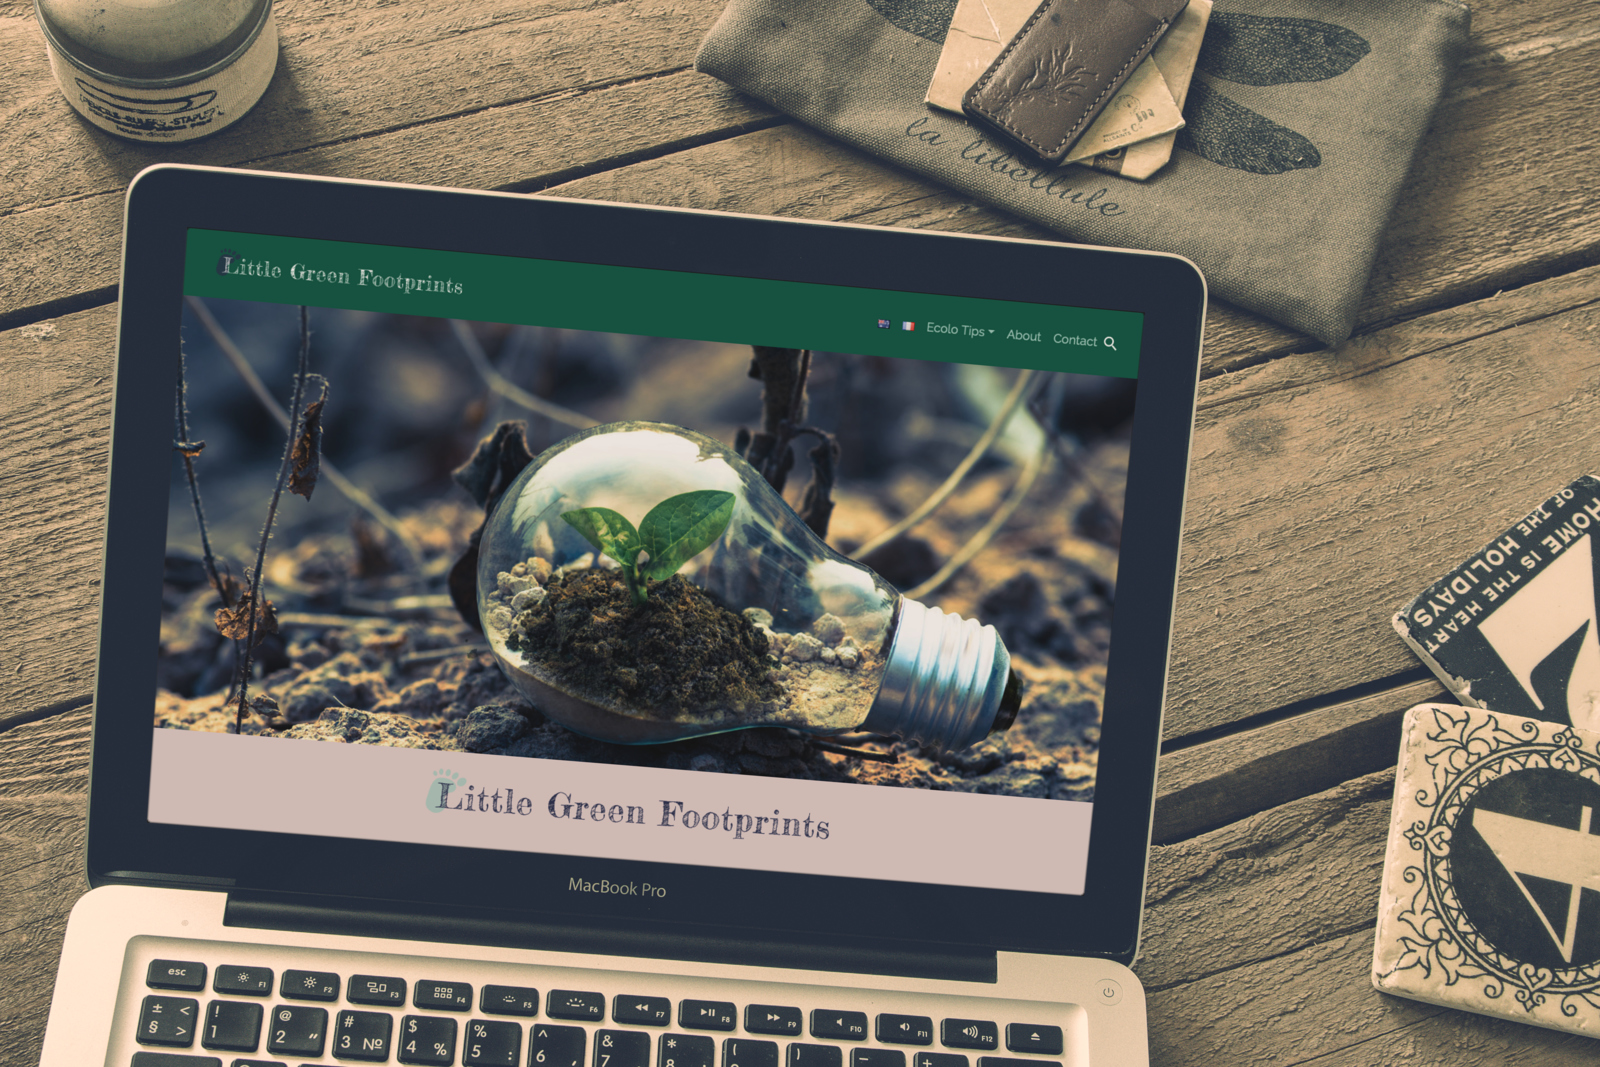 la libellule
Little Green Footprints
Ecolo Tips About Contact
HOME IS THE HEART
OF THE HOLIDAYS
Little Green Footprints
MacBook Pro
4
esc F1 F2 F3 F4 F5 F6 F7 F8 F9 F10 F11 F12
± < ! @ # $ % ^ & * ( ) _ +
§ > 1 2 " 3 № 4 % 5 : 6 , 7 8